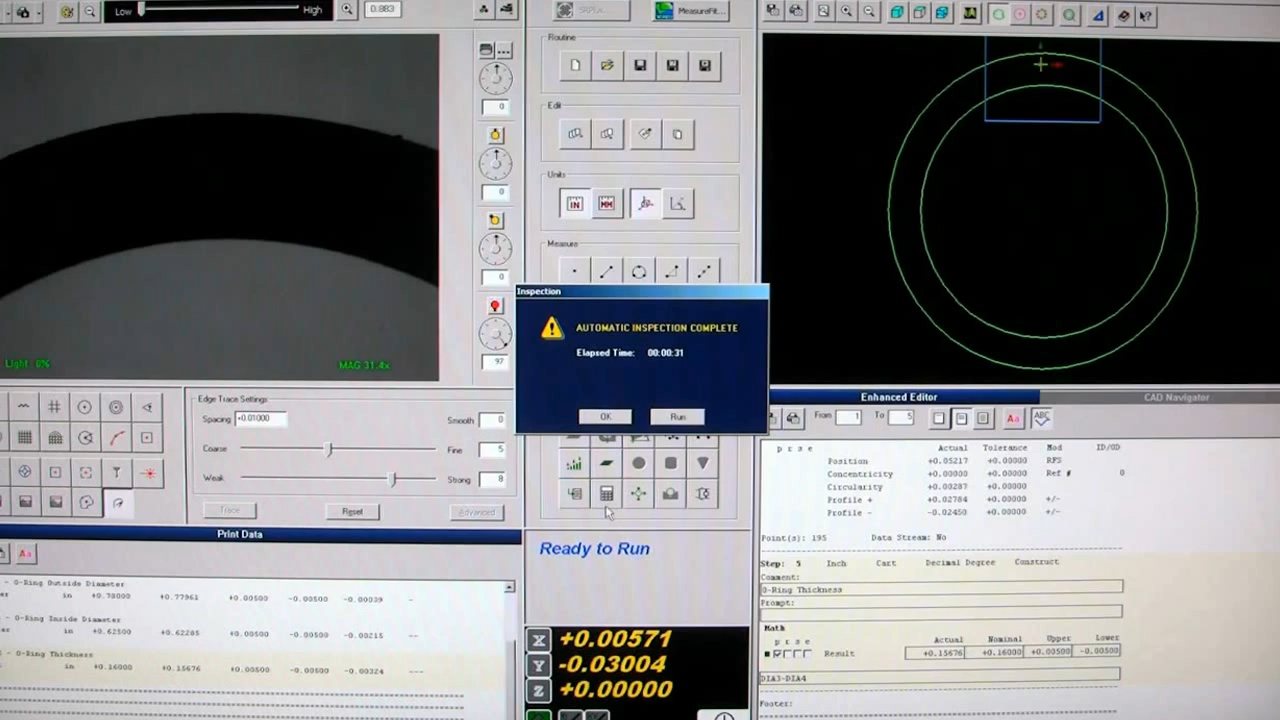 Low
High
0.983
MeasureFit...
Routine
Edit
Units
IN
MM
Measure
0
0
0
97
Light: 0%
MAG 31.4x
Inspection
AUTOMATIC INSPECTION COMPLETE
Elapsed Time: 00:00:31
OK
Run
Edge Trace Settings
Spacing +0.01000
Smooth 0
Coarse
Fine 5
Weak
Strong 8
Trace
Reset
Advanced
Print Data
Aa
- O-Ring Outside Diameter
in +0.78000 +0.77961 +0.00500 -0.00500 -0.00039 -
- O-Ring Inside Diameter
in +0.62500 +0.62285 +0.00500 -0.00500 -0.00215 --
- O-Ring Thickness
in +0.16000 +0.15676 +0.00500 -0.00500 -0.00324 ---
Ready to Run
X +0.00571
Y -0.03004
Z +0.00000
Enhanced Editor
CAD Navigator
From 1 To 5
Aa
ABC
p r s e Actual Tolerance Mod ID/OD
Position +0.05217 +0.00000 RFS
Concentricity +0.00000 +0.00000 Ref # 0
Circularity +0.00287 +0.00000
Profile + +0.02784 +0.00000 +/-
Profile - -0.02450 +0.00000 +/-
Point(s): 195 Data Stream: No
Step: 5 Inch Cart Decimal Degree Construct
Comment:
O-Ring Thickness
Prompt:
Math
p r s e Actual Nominal Upper Lower
Result +0.15676 +0.16000 +0.00500 -0.00500
DIA3-DIA4
Footer: